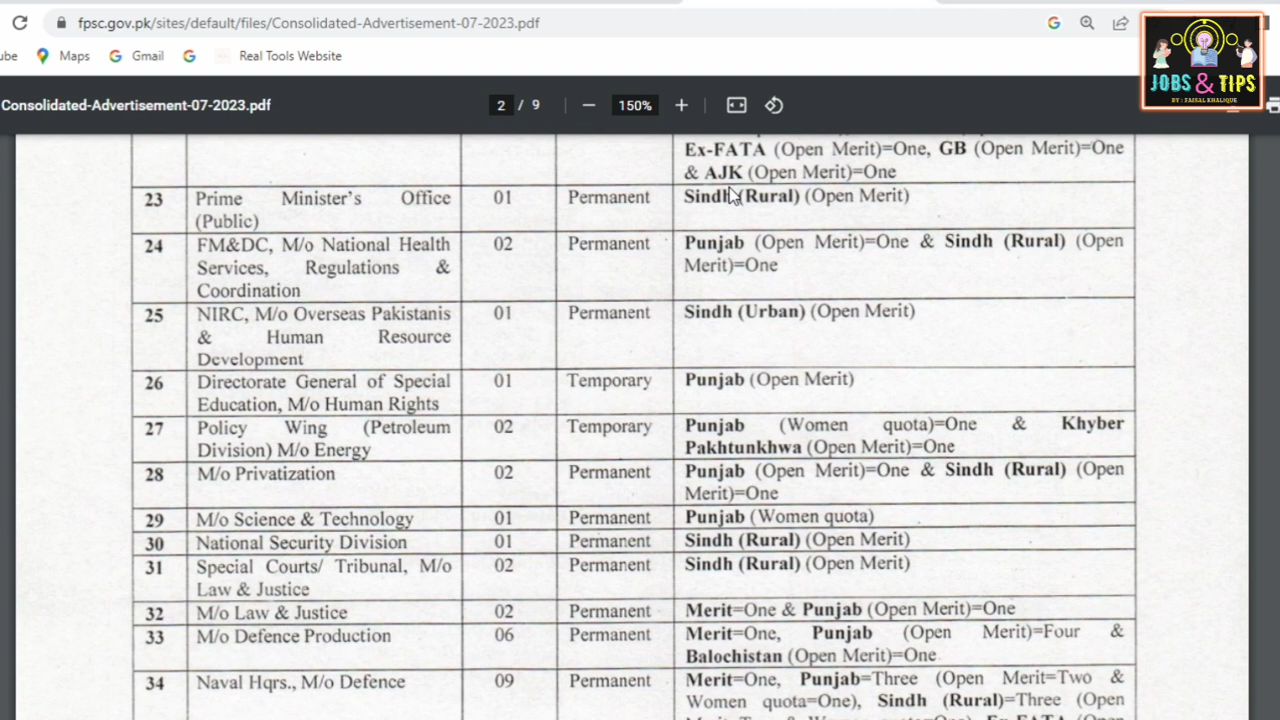 fpsc.gov.pk/sites/default/files/Consolidated-Advertisement-07-2023.pdf
ube Maps Gmail Real Tools Website
JOBS & TIPS
BY : FAISAL KHALIQUE
Consolidated-Advertisement-07-2023.pdf 2 / 9 150%
Ex-FATA (Open Merit)=One, GB (Open Merit)=One
& AJK (Open Merit)=One
23 Prime Minister's Office 01 Permanent Sindh (Rural) (Open Merit)
(Public)
24 FM&DC, M/o National Health 02 Permanent Punjab (Open Merit)=One & Sindh (Rural) (Open
Services, Regulations & Merit)=One
Coordination
25 NIRC, M/o Overseas Pakistanis 01 Permanent Sindh (Urban) (Open Merit)
& Human Resource
Development
26 Directorate General of Special 01 Temporary Punjab (Open Merit)
Education, M/o Human Rights
27 Policy Wing (Petroleum 02 Temporary Punjab (Women quota)=One & Khyber
Division) M/o Energy Pakhtunkhwa (Open Merit)=One
28 M/o Privatization 02 Permanent Punjab (Open Merit)=One & Sindh (Rural) (Open
Merit)=One
29 M/o Science & Technology 01 Permanent Punjab (Women quota)
30 National Security Division 01 Permanent Sindh (Rural) (Open Merit)
31 Special Courts/ Tribunal, M/o 02 Permanent Sindh (Rural) (Open Merit)
Law & Justice
32 M/o Law & Justice 02 Permanent Merit=One & Punjab (Open Merit)=One
33 M/o Defence Production 06 Permanent Merit=One, Punjab (Open Merit)=Four &
Balochistan (Open Merit)=One
34 Naval Hqrs., M/o Defence 09 Permanent Merit=One, Punjab=Three (Open Merit=Two &
Women quota=One), Sindh (Rural)=Three (Open